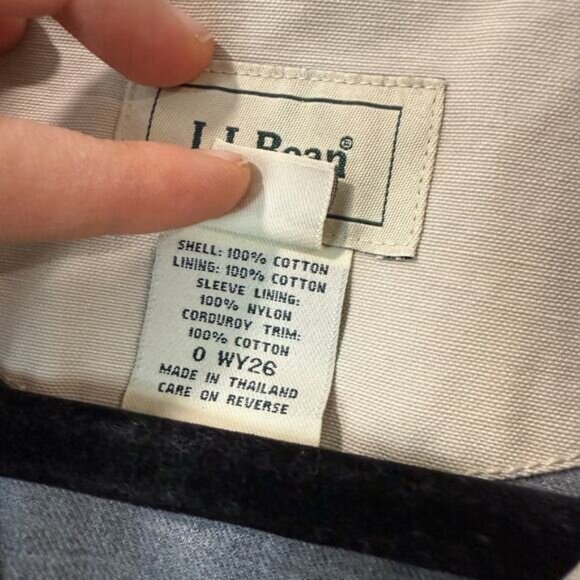 L.L.Bean®
SHELL: 100% COTTON
LINING: 100% COTTON
SLEEVE LINING:
100% NYLON
CORDUROY TRIM:
100% COTTON
0 WY26
MADE IN THAILAND
CARE ON REVERSE